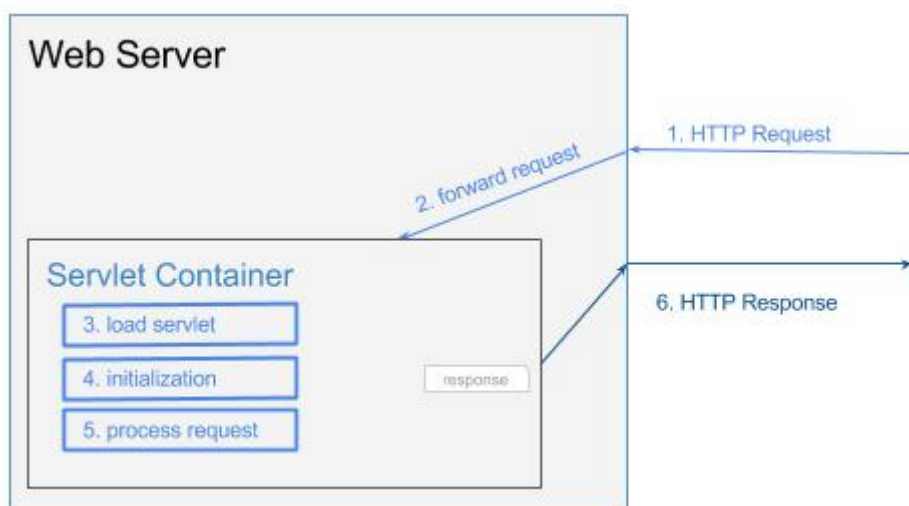 Web Server
1. HTTP Request
2. forward request
Servlet Container
3. load servlet
6. HTTP Response
4. initialization
response
5. process request